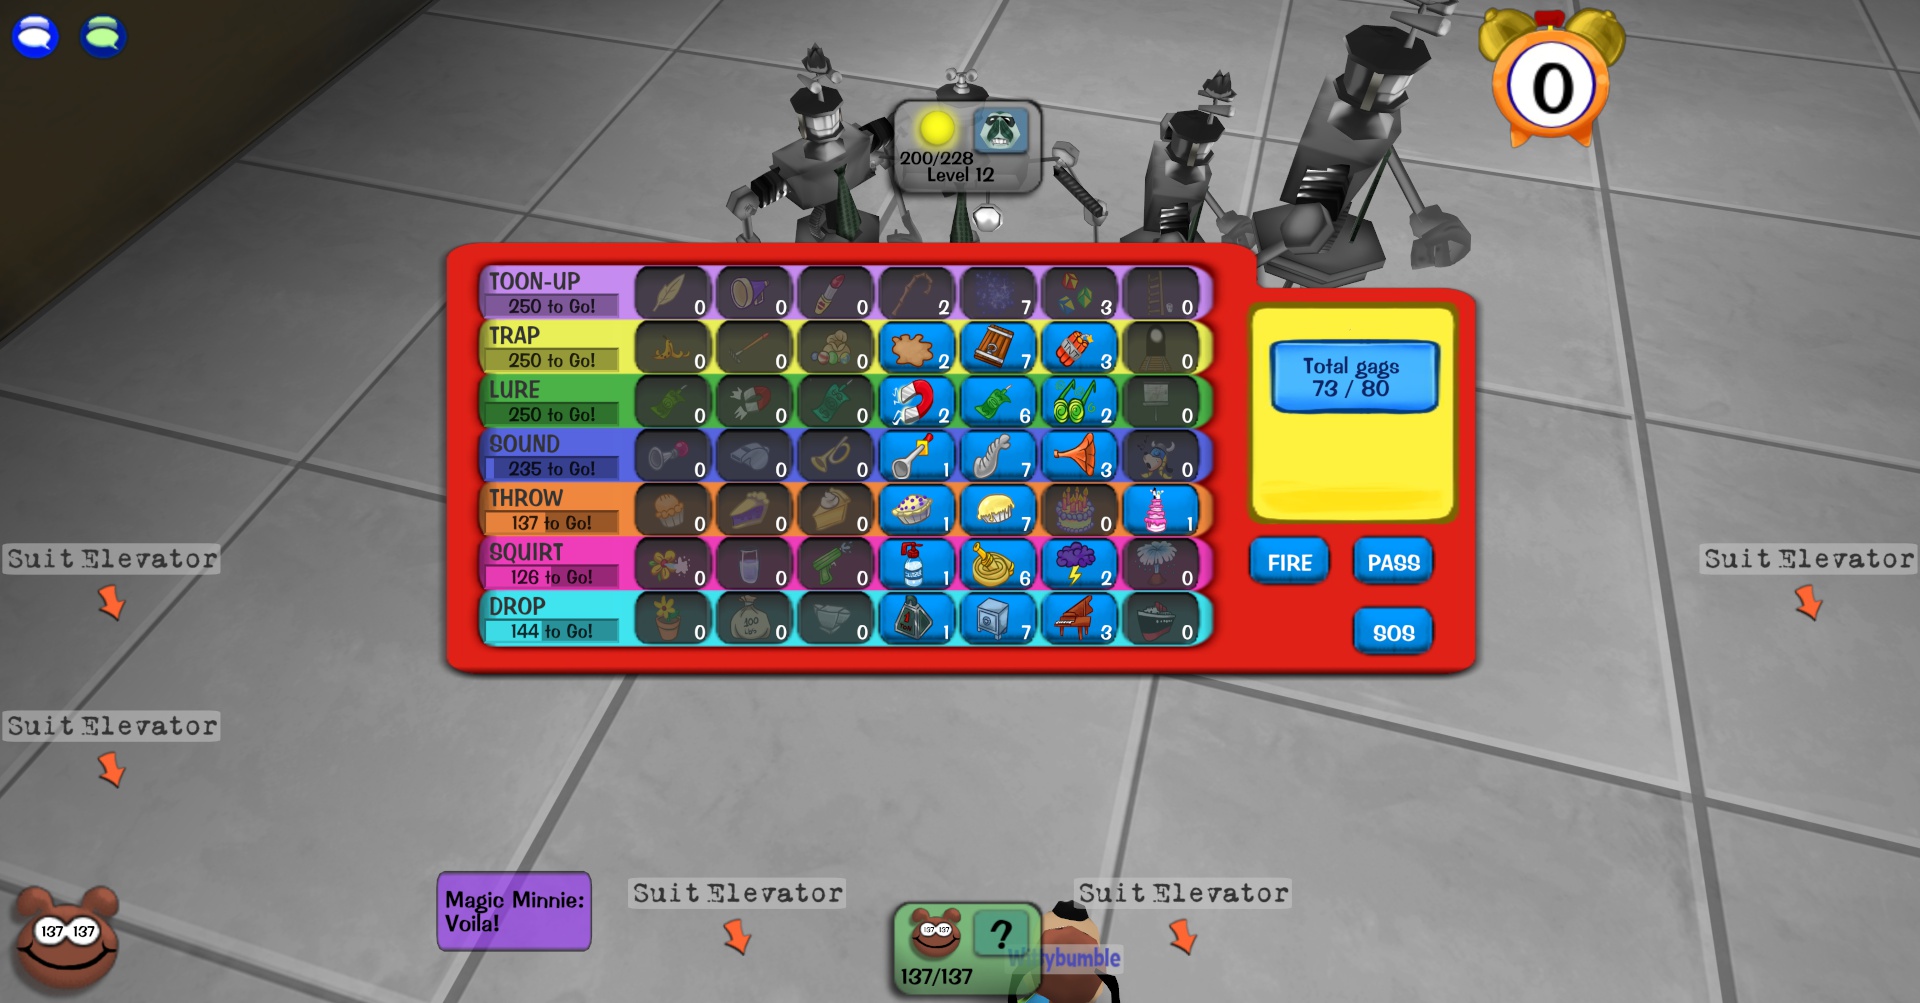 0
200/228
Level 12
TOON-UP
250 to Go!
0 0 0 2 7 3 0
TRAP
250 to Go!
0 0 0 2 7 3 0
LURE
250 to Go!
0 0 0 2 6 2 0
SOUND
235 to Go!
0 0 0 1 7 3 0
THROW
137 to Go!
0 0 0 1 7 0 1
SQUIRT
126 to Go!
0 0 0 1 6 2 0
DROP
144 to Go!
0 0 100 0 1 7 3 0
Total gags
73 / 80
FIRE PASS
SOS
Suit Elevator
Suit Elevator
Suit Elevator
Suit Elevator
Suit Elevator
Magic Minnie:
Voila!
137 137
137 137
?
137/137